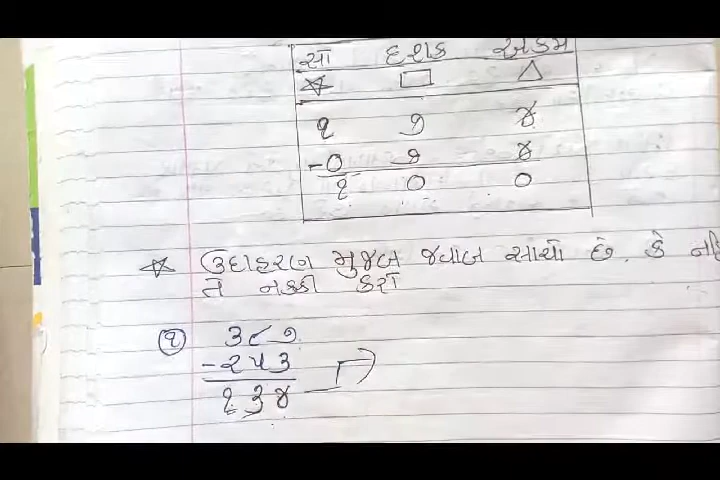 સો દશક એકમ
૧ ૭ ૪
-૦ ૭ ૪
૧ ૦ ૦
ઉદાહરણ મુજબ જવાબ સાચો છે. કે નહિ
તે નક્કી કરો
૧ ૩૮૭
-૨૫૩
૧૩૪